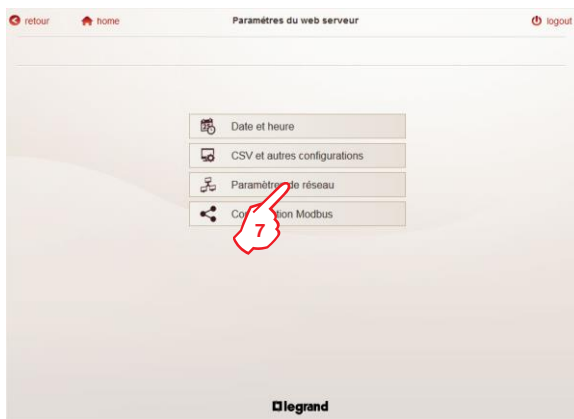 retour home Paramétres du web serveur logout
Date et heure
CSV et autres configurations
Paramètres de réseau
Modbus
7
legrand